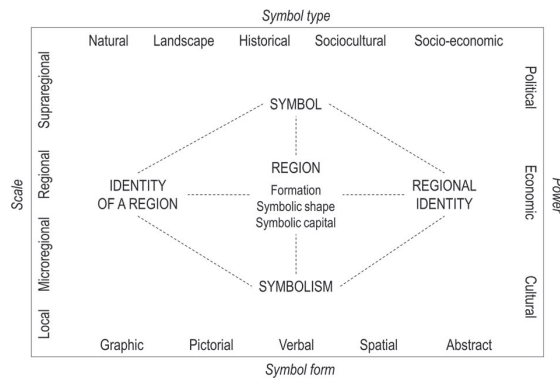 Symbol type
Natural Landscape Historical Sociocultural Socio-economic
Scale
Supraregional
Regional
Microregional
Local
SYMBOL
IDENTITY
OF A REGION
REGION
Formation
Symbolic shape
Symbolic capital
REGIONAL
IDENTITY
SYMBOLISM
Political
Economic
Cultural
Power
Graphic Pictorial Verbal Spatial Abstract
Symbol form